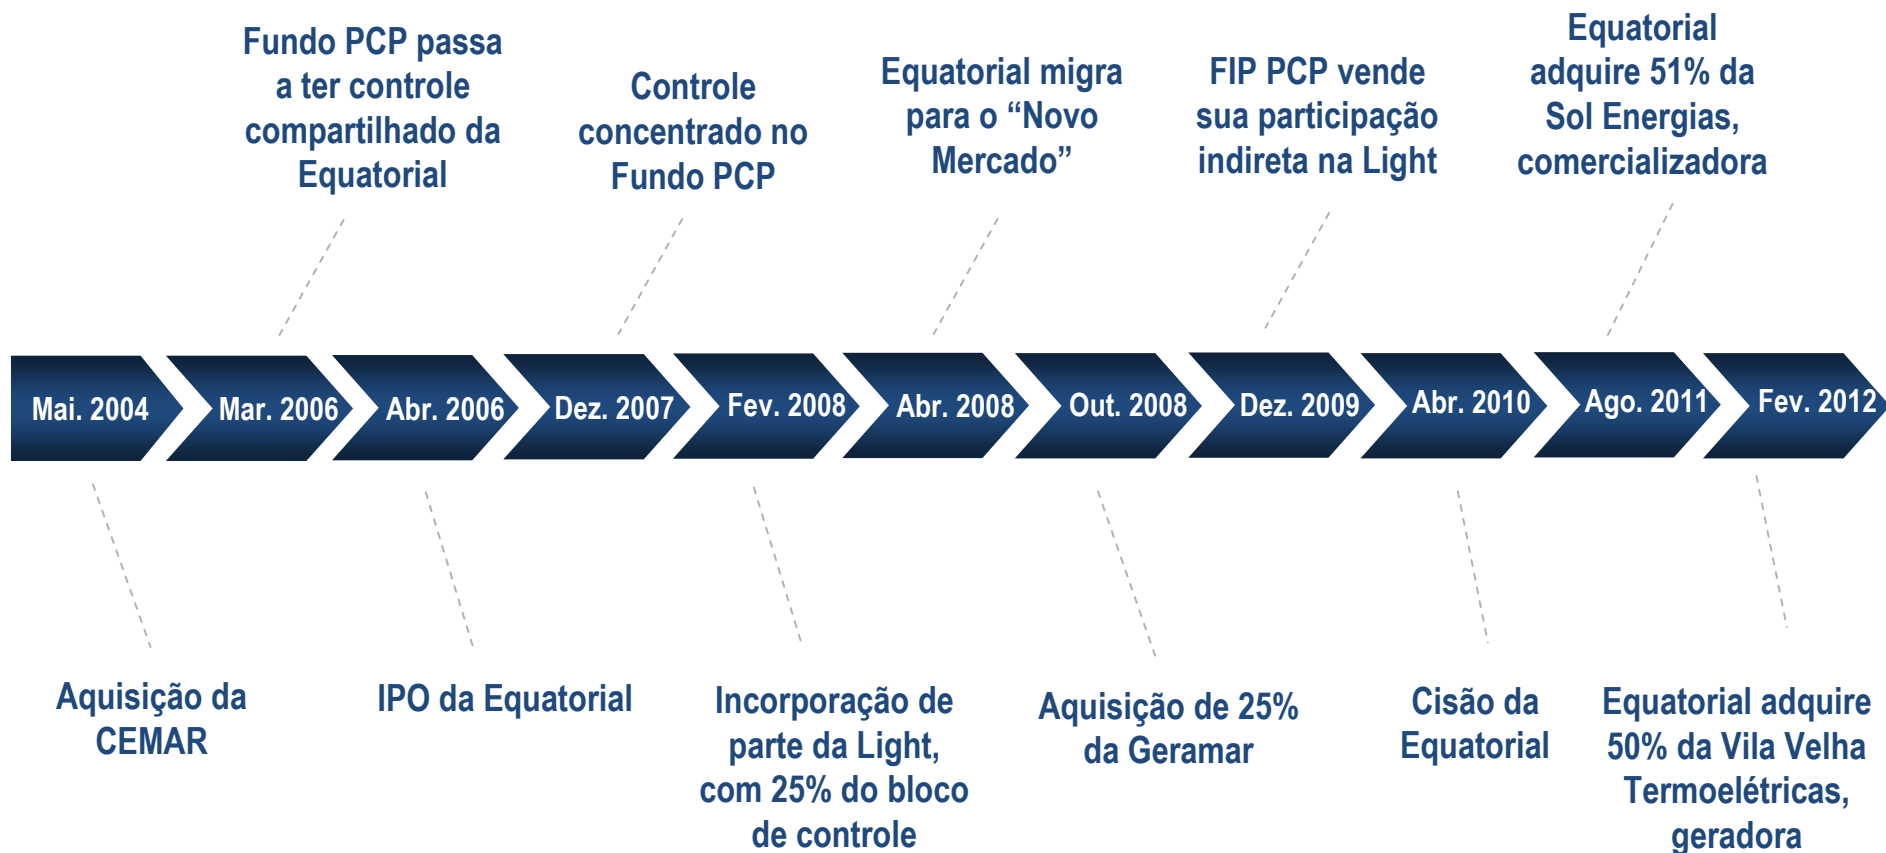 Fundo PCP passa
a ter controle
compartilhado da
Equatorial
Controle
concentrado no
Fundo PCP
Equatorial migra
para o “Novo
Mercado”
FIP PCP vende
sua participação
indireta na Light
Equatorial
adquire 51% da
Sol Energias,
comercializadora
Mai. 2004
Mar. 2006
Abr. 2006
Dez. 2007
Fev. 2008
Abr. 2008
Out. 2008
Dez. 2009
Abr. 2010
Ago. 2011
Fev. 2012
Aquisição da
CEMAR
IPO da Equatorial
Incorporação de
parte da Light,
com 25% do bloco
de controle
Aquisição de 25%
da Geramar
Cisão da
Equatorial
Equatorial adquire
50% da Vila Velha
Termoelétricas,
geradora